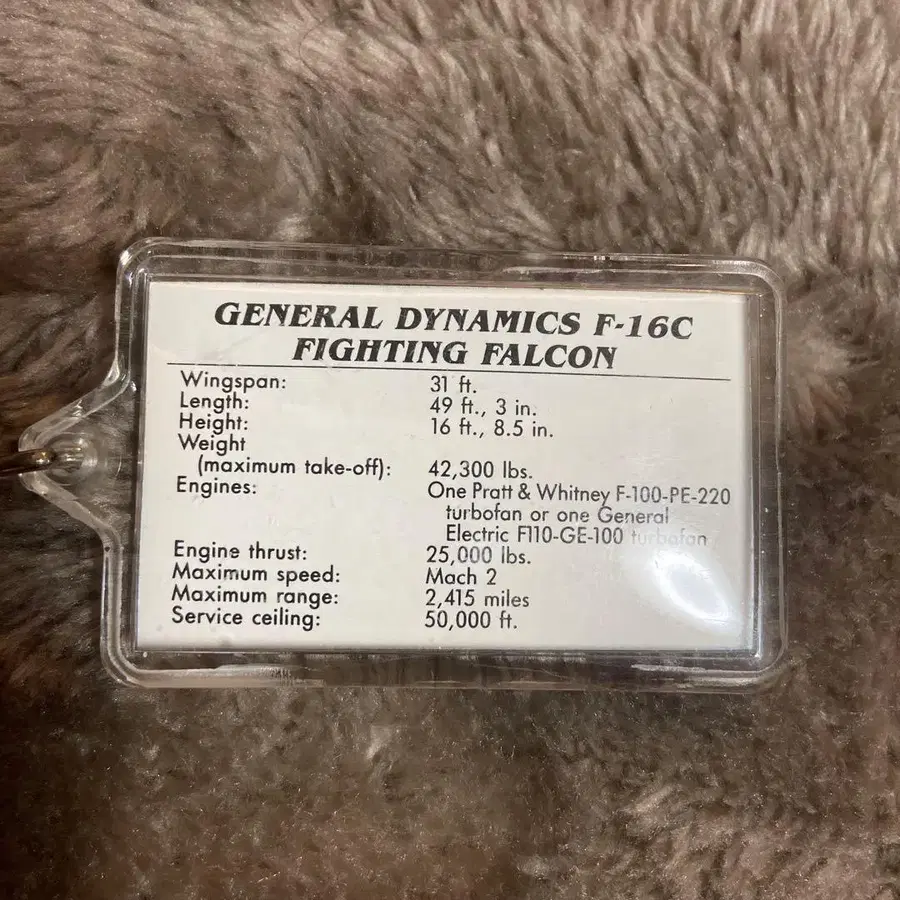 GENERAL DYNAMICS F-16C
FIGHTING FALCON
Wingspan: 31 ft.
Length: 49 ft., 3 in.
Height: 16 ft., 8.5 in.
Weight
(maximum take-off): 42,300 lbs.
Engines: One Pratt & Whitney F-100-PE-220
turbofan or one General
Electric F110-GE-100 turbofan
Engine thrust: 25,000 lbs.
Maximum speed: Mach 2
Maximum range: 2,415 miles
Service ceiling: 50,000 ft.